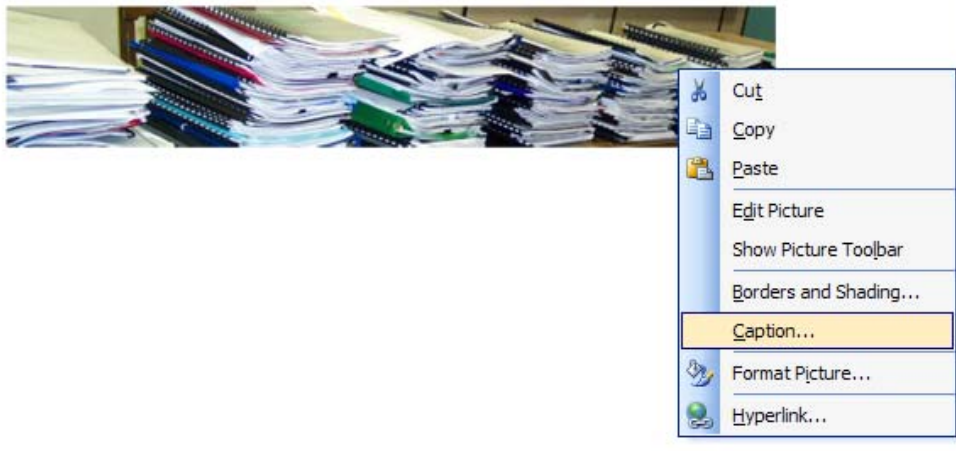 Cut
Copy
Paste
Edit Picture
Show Picture Toolbar
Borders and Shading...
Caption...
Format Picture...
Hyperlink...